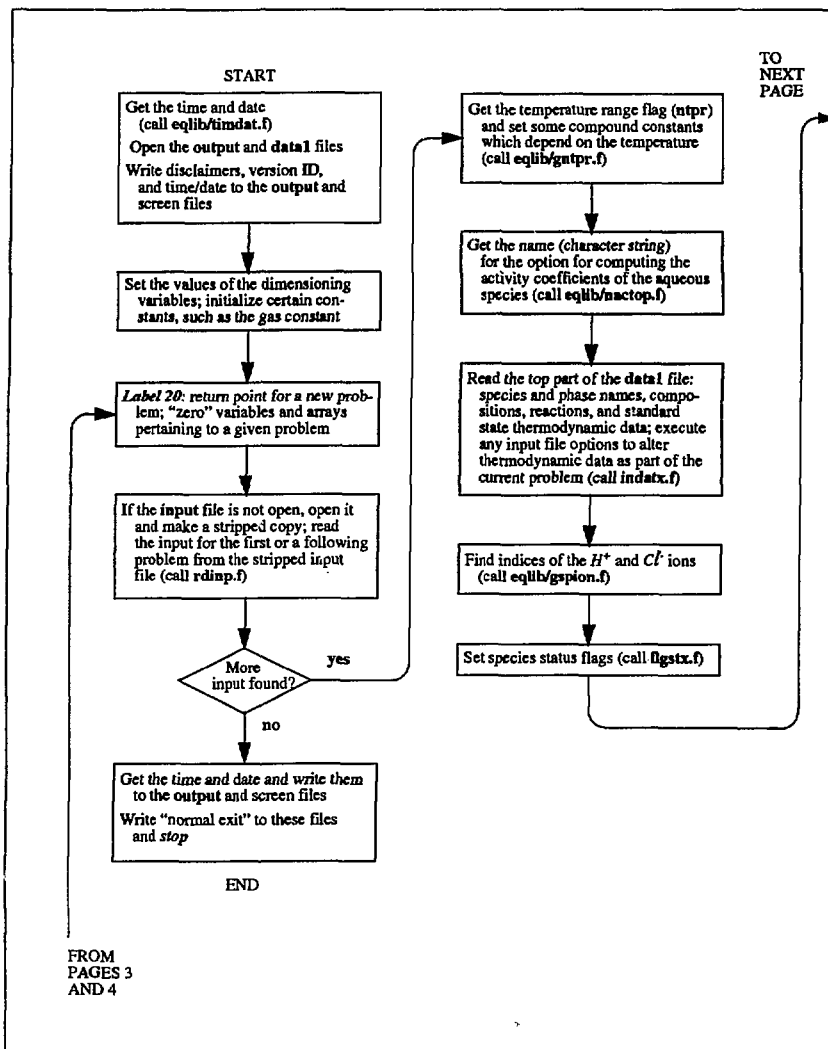 START
Get the time and date
(call eqlib/timdat.f)
Open the output and data1 files
Write disclaimers, version ID,
and time/date to the output and
screen files
Set the values of the dimensioning
variables; initialize certain con-
stants, such as the gas constant
Label 20: return point for a new prob-
lem; "zero" variables and arrays
pertaining to a given problem
If the input file is not open, open it
and make a stripped copy; read
the input for the first or a following
problem from the stripped input
file (call rdinp.f)
More
input found?
yes
no
Get the time and date and write them
to the output and screen files
Write "normal exit" to these files
and stop
END
FROM
PAGES 3
AND 4
TO
NEXT
PAGE
Get the temperature range flag (ntpr)
and set some compound constants
which depend on the temperature
(call eqlib/gntpr.f)
Get the name (character string)
for the option for computing the
activity coefficients of the aqueous
species (call eqlib/nactop.f)
Read the top part of the data1 file:
species and phase names, compo-
sitions, reactions, and standard
state thermodynamic data; execute
any input file options to alter
thermodynamic data as part of the
current problem (call indatx.f)
Find indices of the H⁺ and Cl⁻ ions
(call eqlib/gspion.f)
Set species status flags (call flgstx.f)